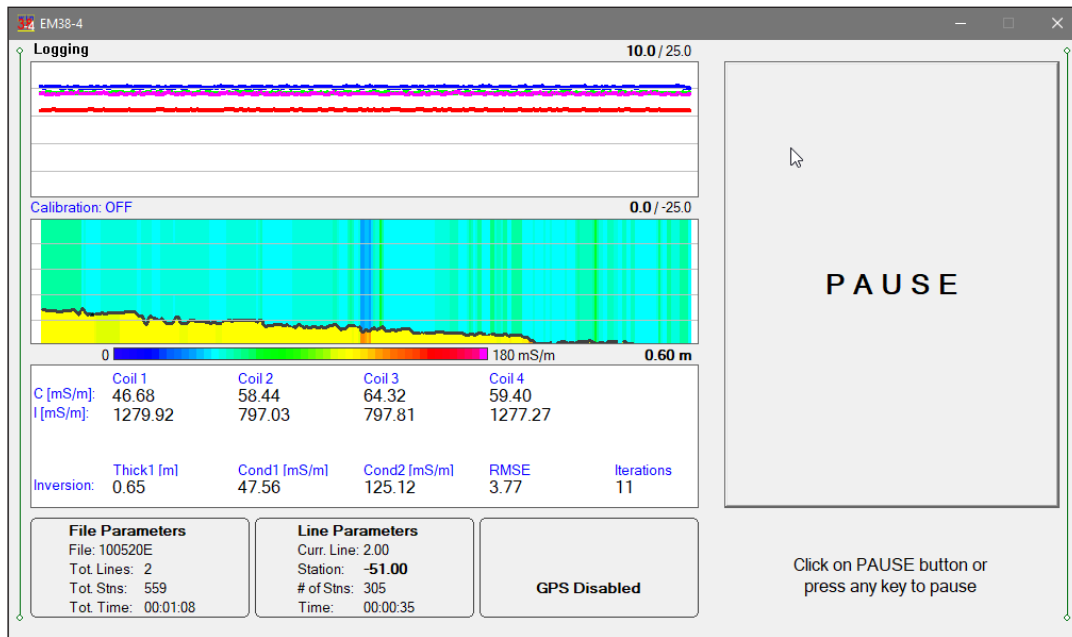 EM38-4
Logging 10.0 / 25.0
Calibration: OFF 0.0 / -25.0
0 180 mS/m 0.60 m
Coil 1 Coil 2 Coil 3 Coil 4
C [mS/m]: 46.68 58.44 64.32 59.40
I [mS/m]: 1279.92 797.03 797.81 1277.27
Thick1 [m] Cond1 [mS/m] Cond2 [mS/m] RMSE Iterations
Inversion: 0.65 47.56 125.12 3.77 11
File Parameters
File: 100520E
Tot. Lines: 2
Tot. Stns: 559
Tot. Time: 00:01:08
Line Parameters
Curr. Line: 2.00
Station: -51.00
# of Stns: 305
Time: 00:00:35
GPS Disabled
PAUSE
Click on PAUSE button or
press any key to pause